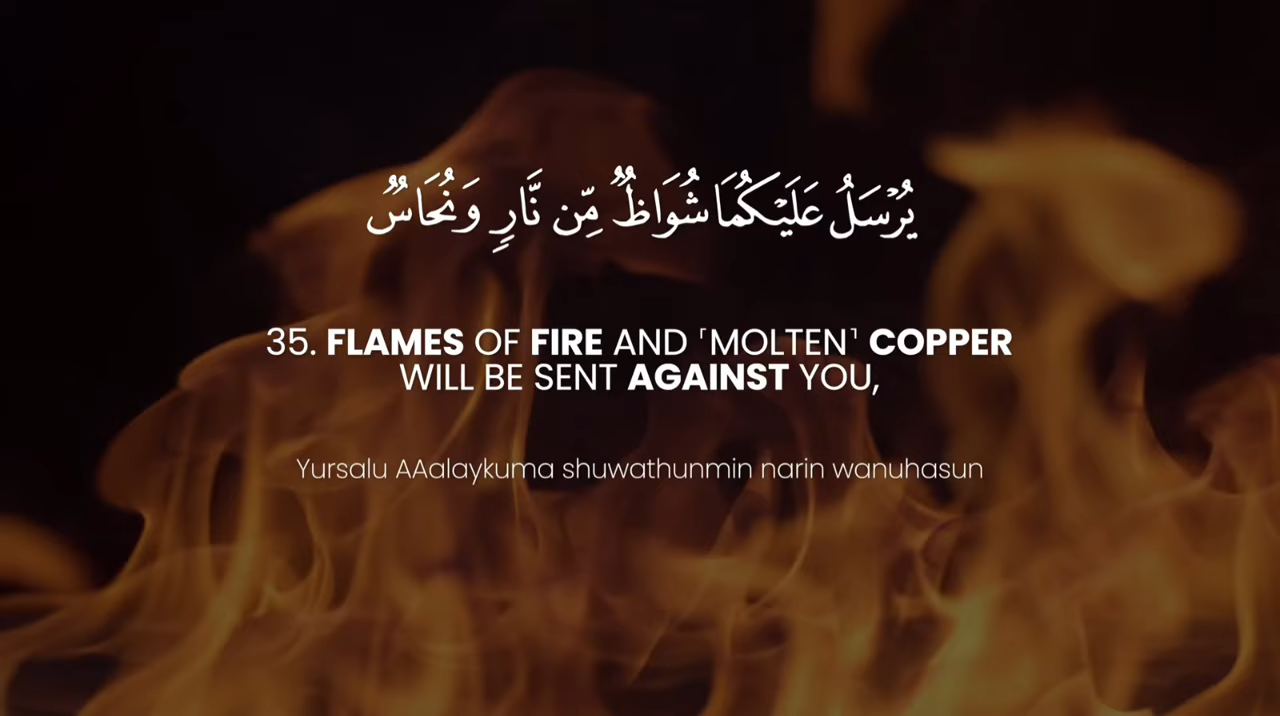 يُرْسَلُ عَلَيْكُمَا شُوَاظٌ مِّن نَّارٍ وَنُحَاسٌ
35. FLAMES OF FIRE AND ˹MOLTEN˺ COPPER
WILL BE SENT AGAINST YOU,
Yursalu AAalaykuma shuwathunmin narin wanuhasun